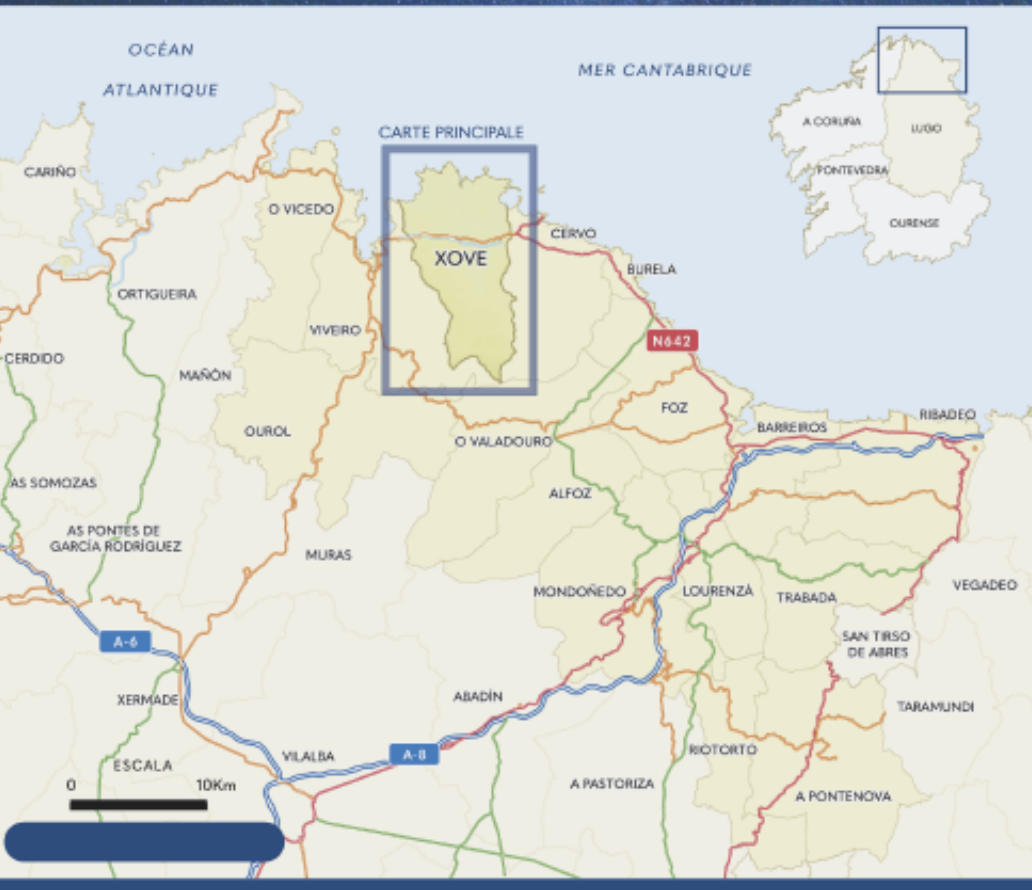 OCÉAN
ATLANTIQUE
MER CANTABRIQUE
A CORUÑA
LUGO
PONTEVEDRA
OURENSE
CARTE PRINCIPALE
CARIÑO
O VICEDO
CERVO
XOVE
BURELA
ORTIGUEIRA
VIVEIRO
N642
CERDIDO
MAÑÓN
FOZ
RIBADEO
BARREIROS
OUROL
O VALADOURO
AS SOMOZAS
ALFOZ
AS PONTES DE
GARCÍA RODRÍGUEZ
MURAS
VEGADEO
MONDOÑEDO
LOURENZÁ
TRABADA
A-6
SAN TIRSO
DE ABRES
XERMADE
ABADÍN
TARAMUNDI
VILALBA
A-8
RIOTORTO
ESCALA
0
10Km
A PASTORIZA
A PONTENOVA